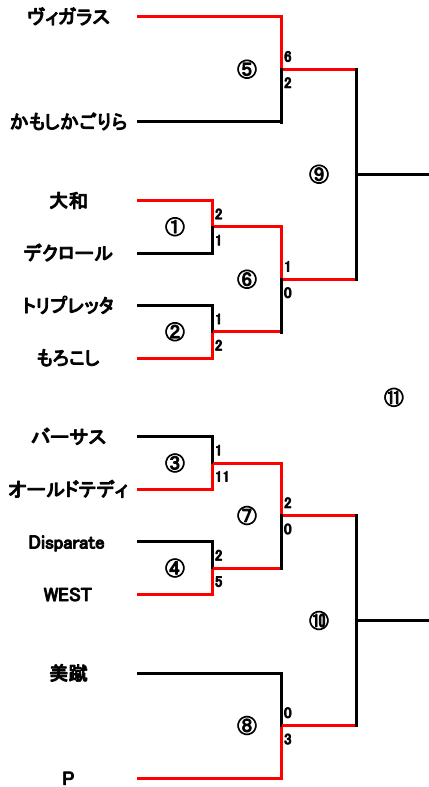 ヴィガラス
6
⑤
2
かもしかごりら
⑨
大和
2
①
1
デクロール
1
⑥
0
トリプレッタ
1
②
2
もろこし
⑪
バーサス
1
③
11
オールドテディ
2
⑦
0
Disparate
2
④
5
WEST
⑩
美蹴
0
⑧
3
P